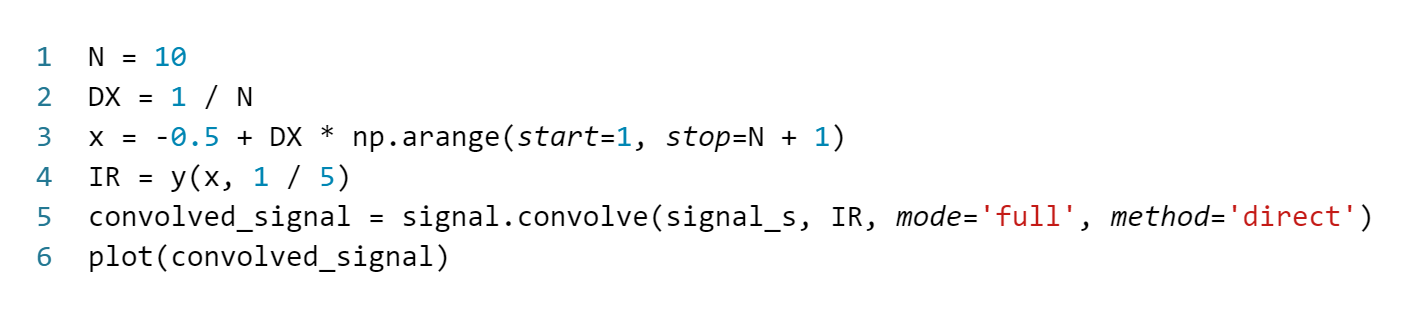 1 N = 10
2 DX = 1 / N
3 x = -0.5 + DX * np.arange(start=1, stop=N + 1)
4 IR = y(x, 1 / 5)
5 convolved_signal = signal.convolve(signal_s, IR, mode='full', method='direct')
6 plot(convolved_signal)